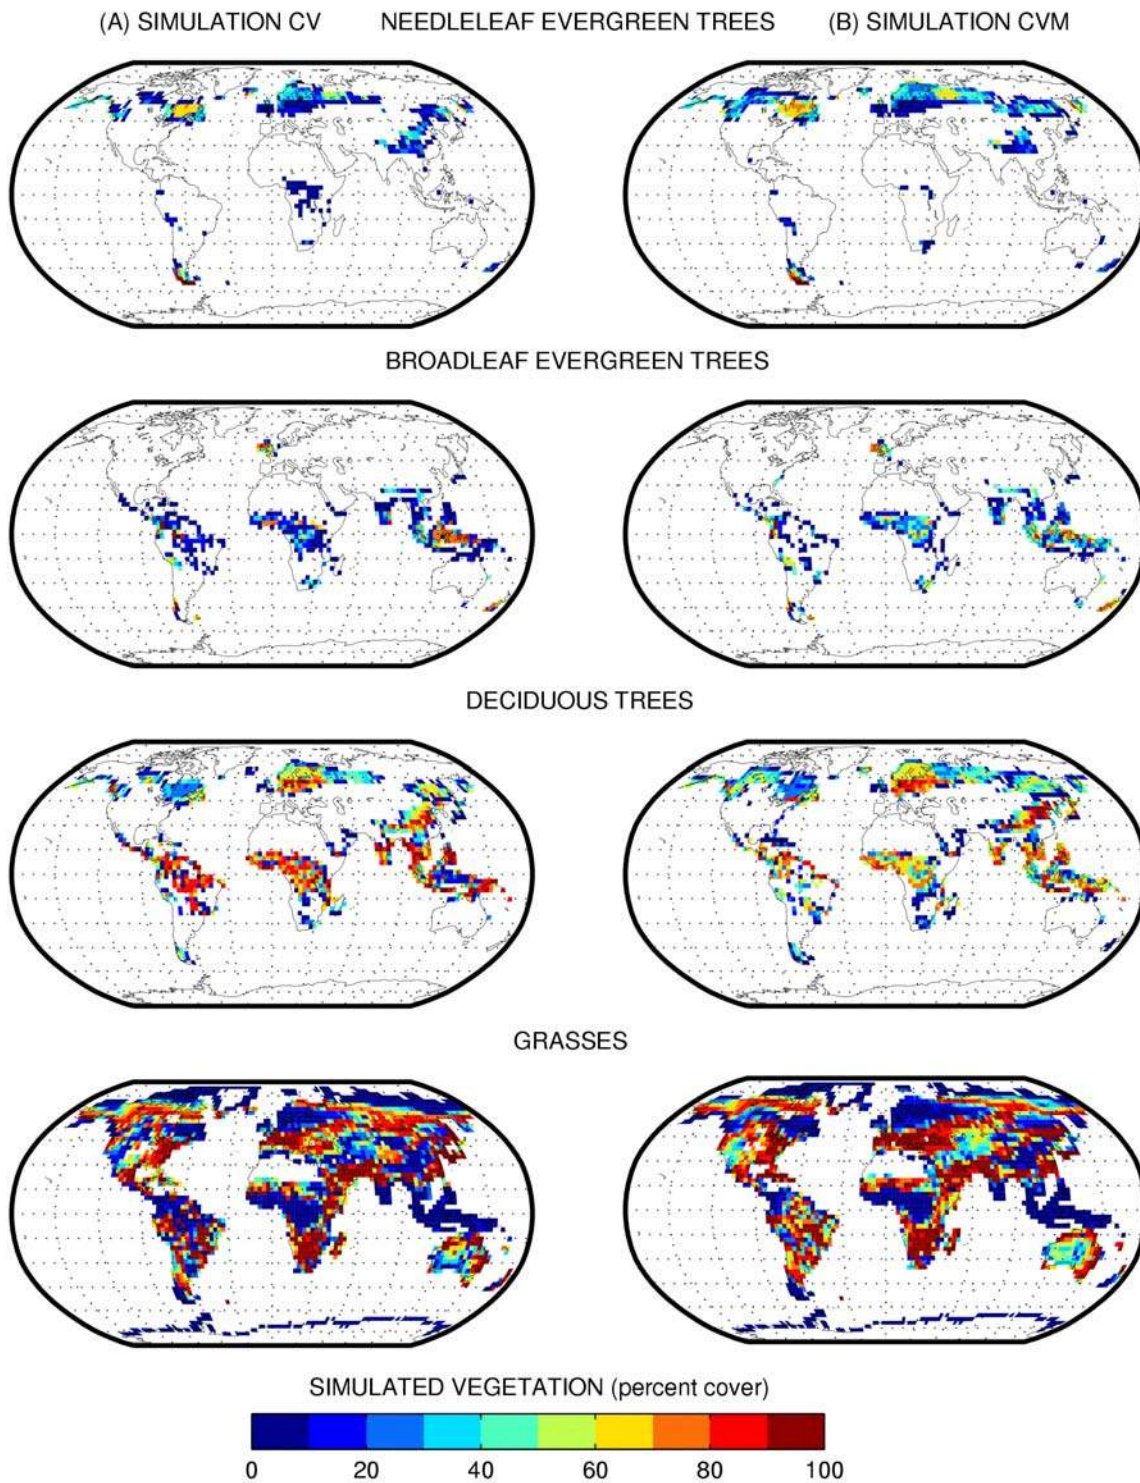 (A) SIMULATION CV NEEDLELEAF EVERGREEN TREES (B) SIMULATION CVM
BROADLEAF EVERGREEN TREES
DECIDUOUS TREES
GRASSES
SIMULATED VEGETATION (percent cover)
0 20 40 60 80 100